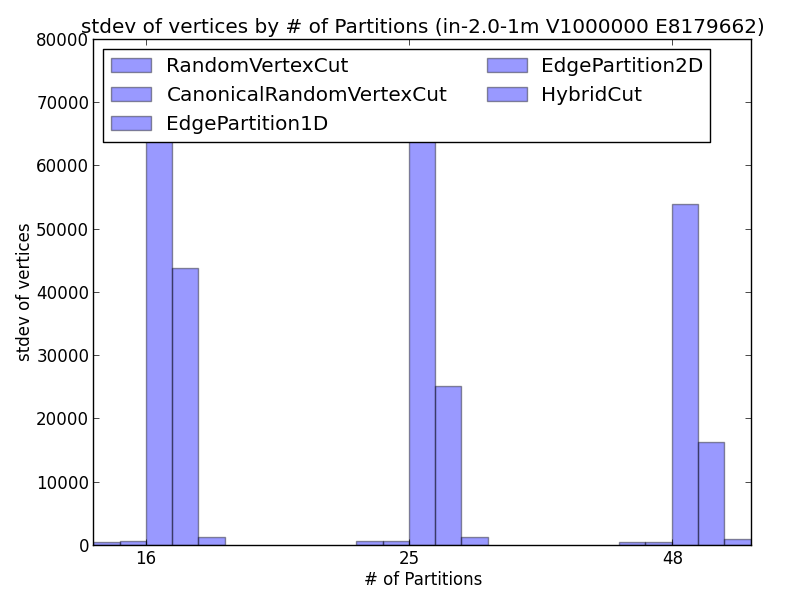 stdev of vertices by # of Partitions (in-2.0-1m V1000000 E8179662)
80000
70000
60000
50000
40000
30000
20000
10000
0
stdev of vertices
RandomVertexCut
CanonicalRandomVertexCut
EdgePartition1D
EdgePartition2D
HybridCut
16 25 48
# of Partitions